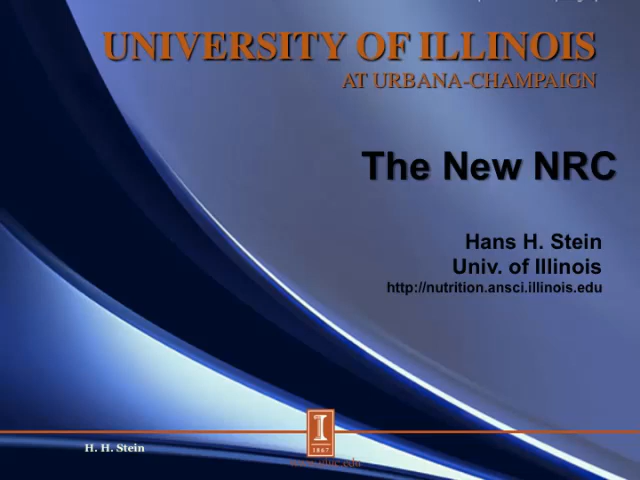 UNIVERSITY OF ILLINOIS
AT URBANA-CHAMPAIGN
The New NRC
Hans H. Stein
Univ. of Illinois
http://nutrition.ansci.illinois.edu
I
1867
H. H. Stein